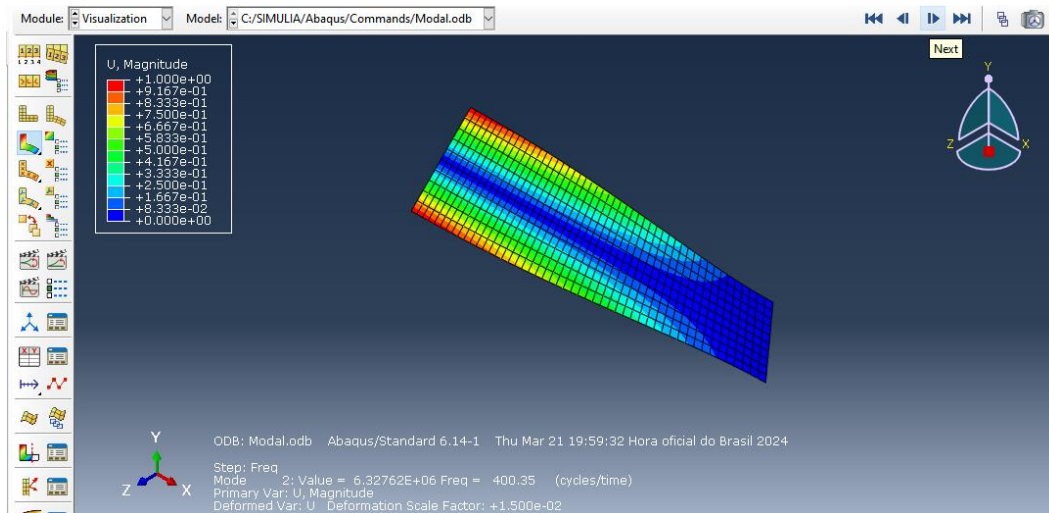 Module: Visualization Model: C:/SIMULIA/Abaqus/Commands/Modal.odb
Next
U, Magnitude
+1.000e+00
+9.167e-01
+8.333e-01
+7.500e-01
+6.667e-01
+5.833e-01
+5.000e-01
+4.167e-01
+3.333e-01
+2.500e-01
+1.667e-01
+8.333e-02
+0.000e+00
Y
Z
X
Y
Z
X
ODB: Modal.odb Abaqus/Standard 6.14-1 Thu Mar 21 19:59:32 Hora oficial do Brasil 2024
Step: Freq
Mode 2: Value = 6.32762E+06 Freq = 400.35 (cycles/time)
Primary Var: U, Magnitude
Deformed Var: U Deformation Scale Factor: +1.500e-02